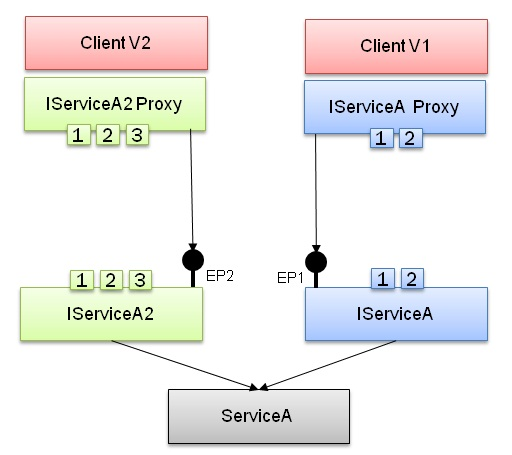 Client V2
Client V1
IServiceA2 Proxy
IServiceA Proxy
1 2 3
1 2
EP2
EP1
1 2 3
1 2
IServiceA2
IServiceA
ServiceA